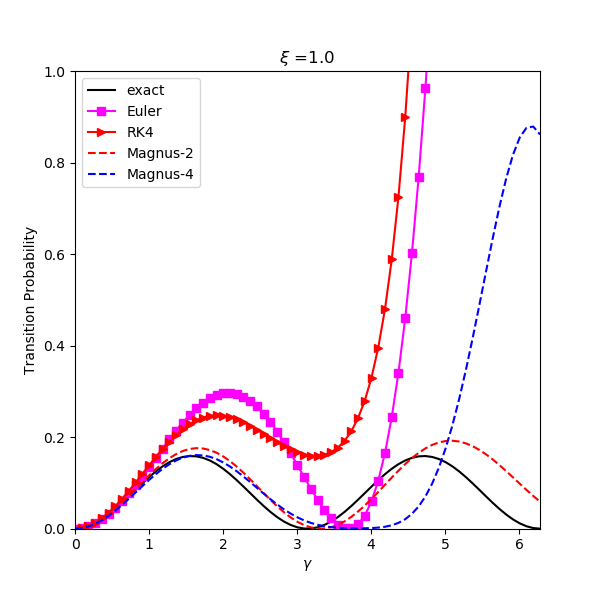 ξ =1.0
1.0
0.8
0.6
0.4
0.2
0.0
Transition Probability
exact
Euler
RK4
Magnus-2
Magnus-4
0 1 2 3 4 5 6
γ